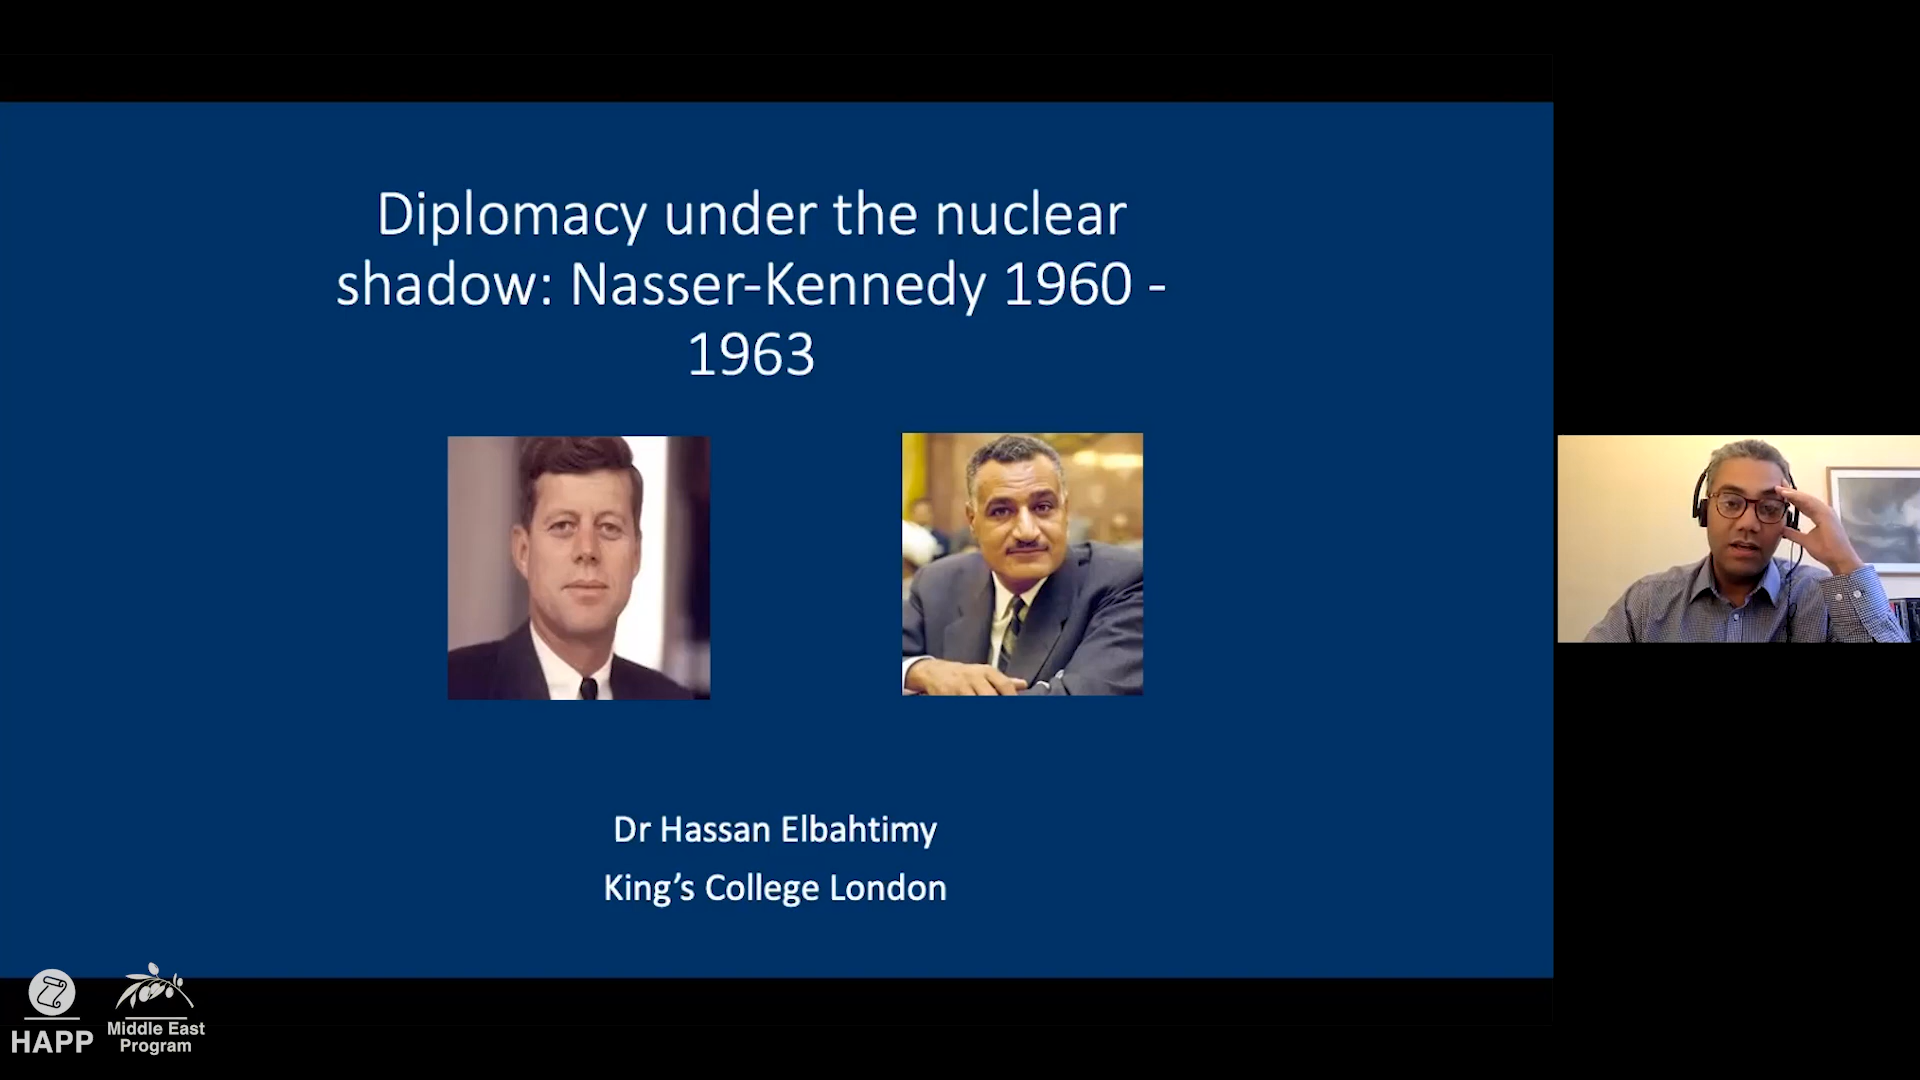 Diplomacy under the nuclear
shadow: Nasser-Kennedy 1960 -
1963
Dr Hassan Elbahtimy
King's College London
HAPP
Middle East
Program